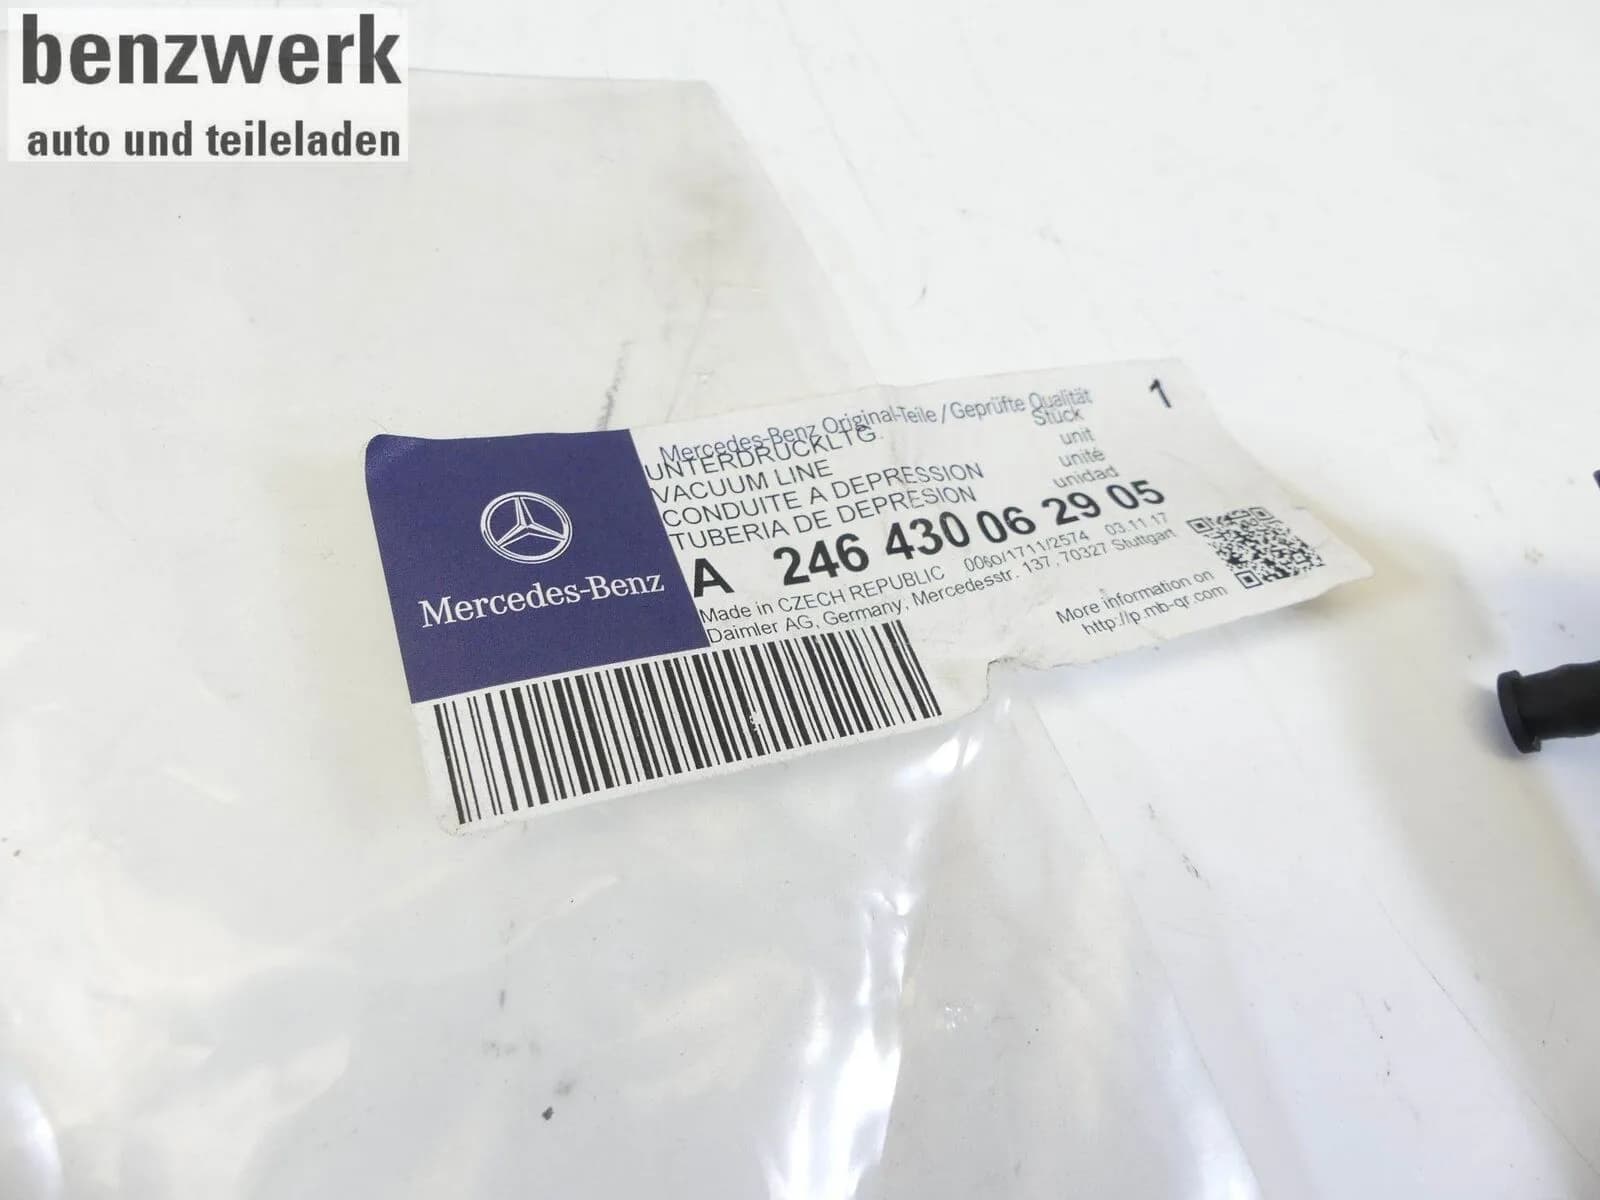 benzwerk
auto und teileladen
Mercedes-Benz Original-Teile / Geprüfte Qualität
UNTERDRUCKLTG.
VACUUM LINE
CONDUITE A DEPRESSION
TUBERIA DE DEPRESION
Stück
unit
unité
unidad
1
A 246 430 06 29 05
Made in CZECH REPUBLIC 0060/1711/2574 03.11.17
Daimler AG, Germany, Mercedesstr. 137, 70327 Stuttgart
More information on
http://p.mb-qr.com
Mercedes-Benz